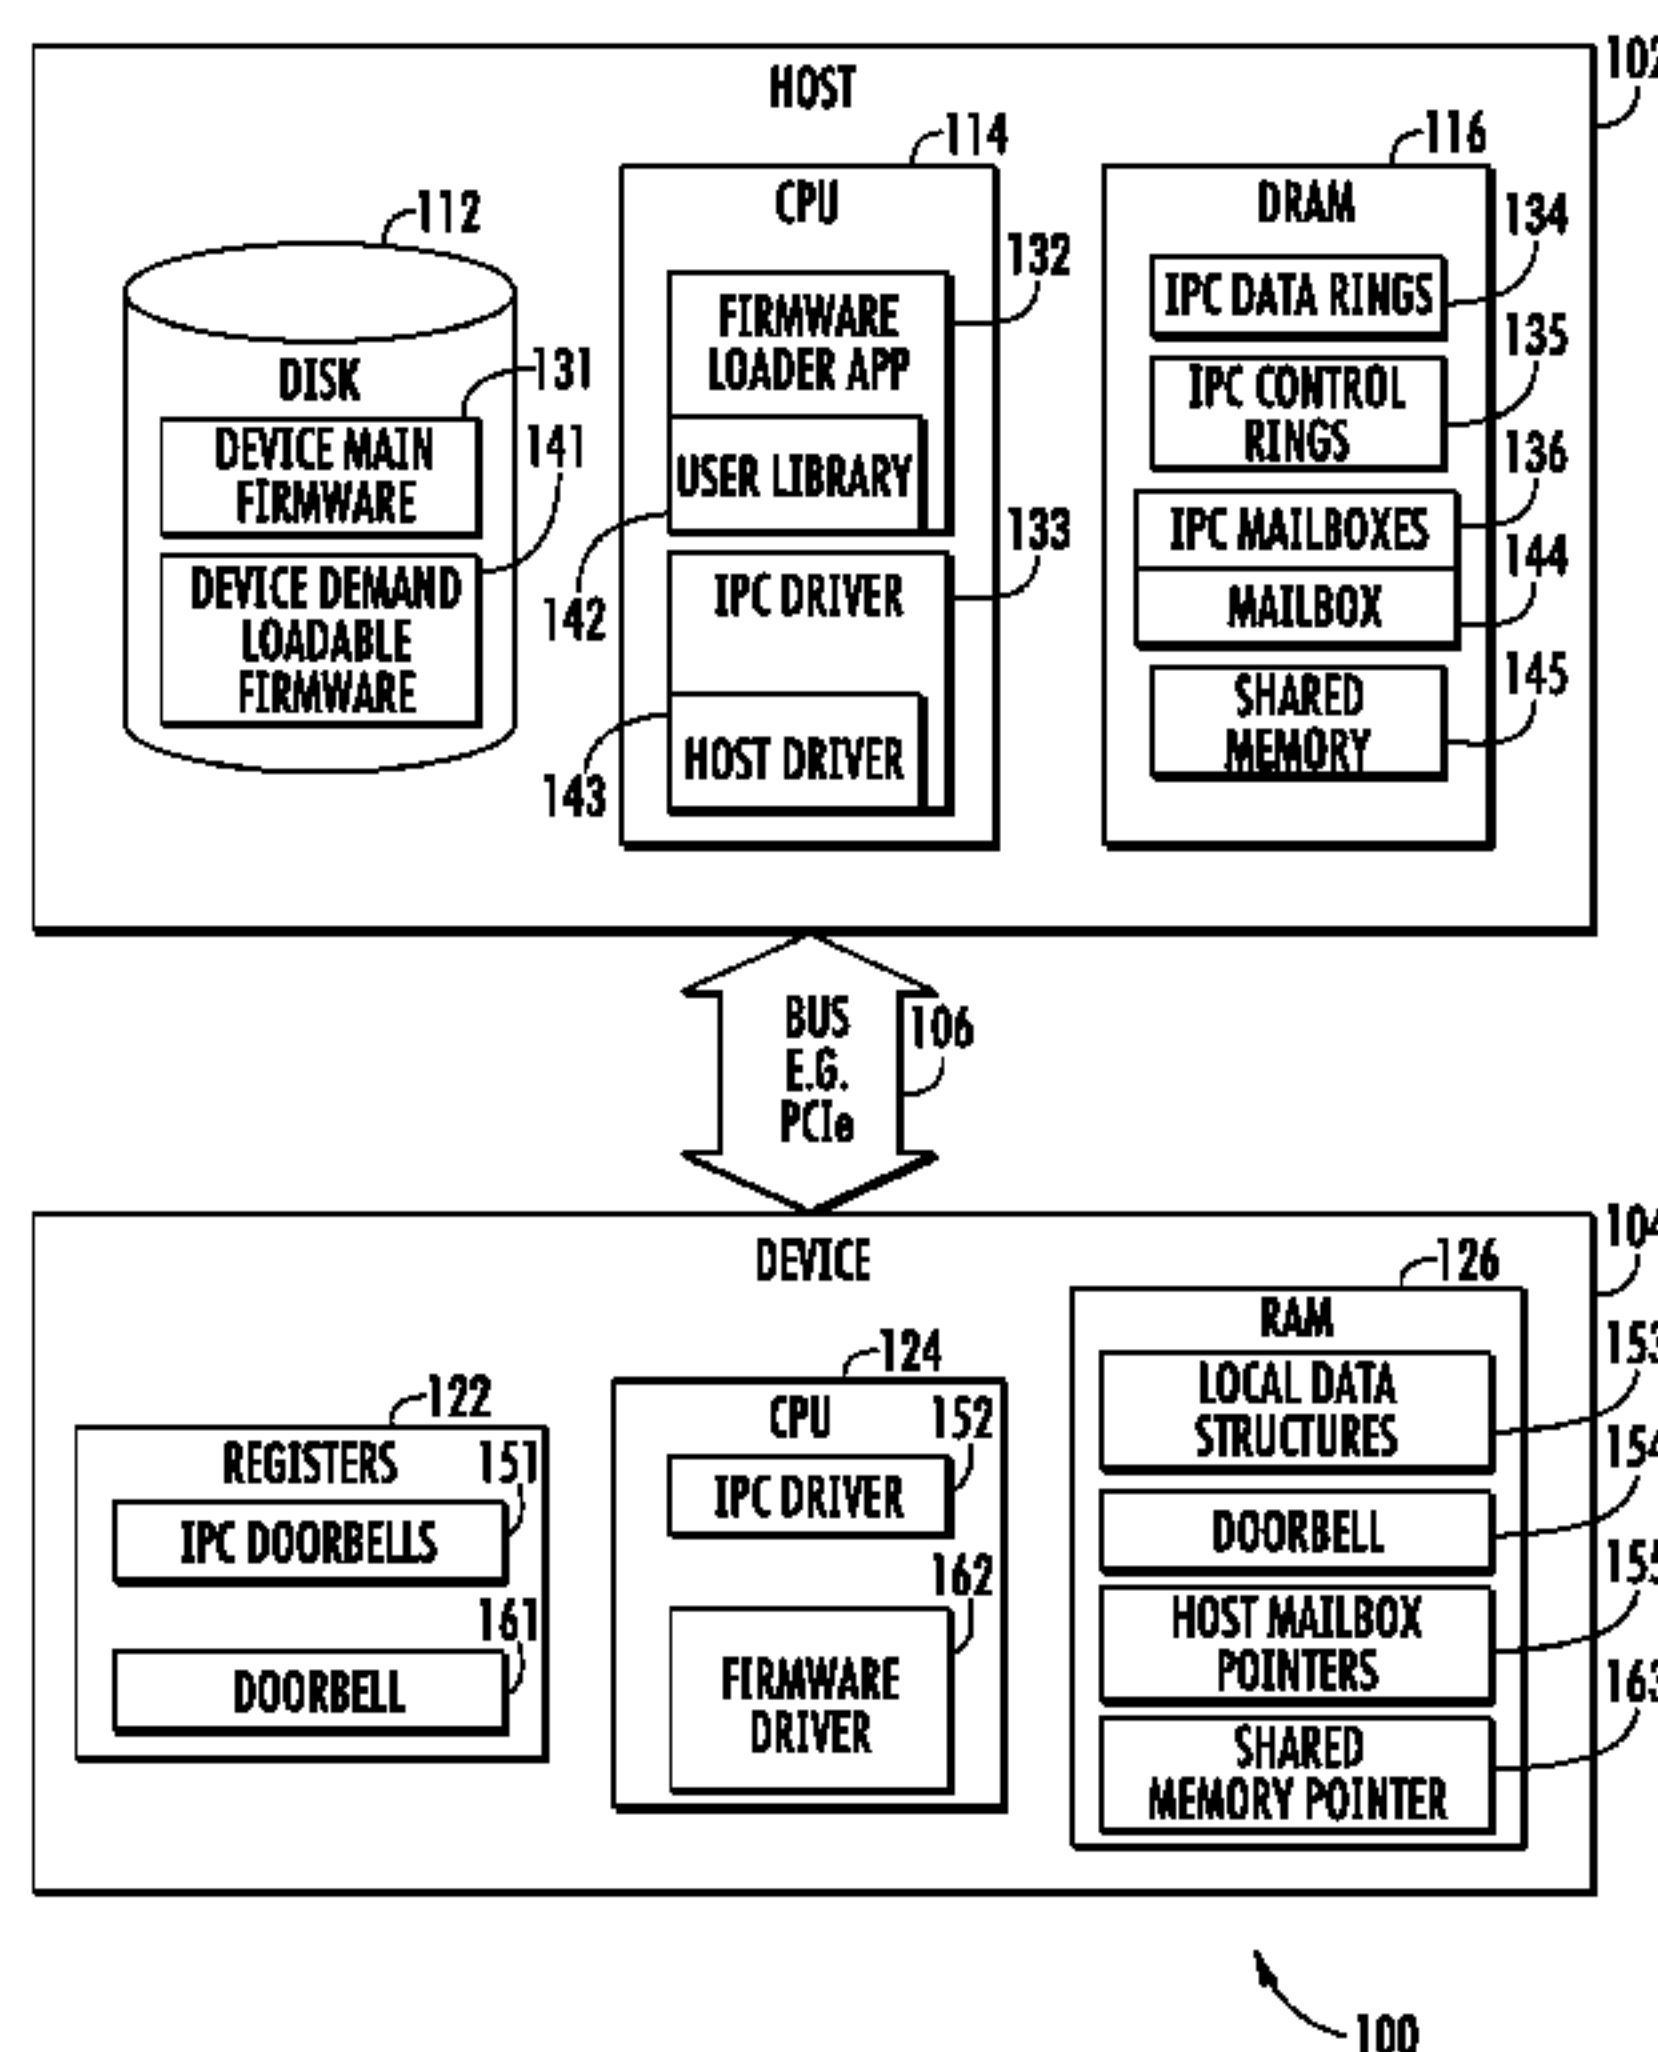 HOST
102
114
116
112
CPU
DRAM
134
132
IPC DATA RINGS
FIRMWARE
LOADER APP
135
DISK
131
IPC CONTROL
RINGS
DEVICE MAIN
FIRMWARE
141
USER LIBRARY
136
IPC MAILBOXES
133
144
DEVICE DEMAND
LOADABLE
FIRMWARE
142
IPC DRIVER
MAILBOX
145
SHARED
MEMORY
HOST DRIVER
143
BUS
E.G.
PCIe
106
DEVICE
104
126
RAM
153
124
LOCAL DATA
STRUCTURES
122
CPU
152
REGISTERS
151
154
IPC DRIVER
IPC DOORBELLS
DOORBELL
155
162
161
HOST MAILBOX
POINTERS
DOORBELL
FIRMWARE
DRIVER
163
SHARED
MEMORY POINTER
100